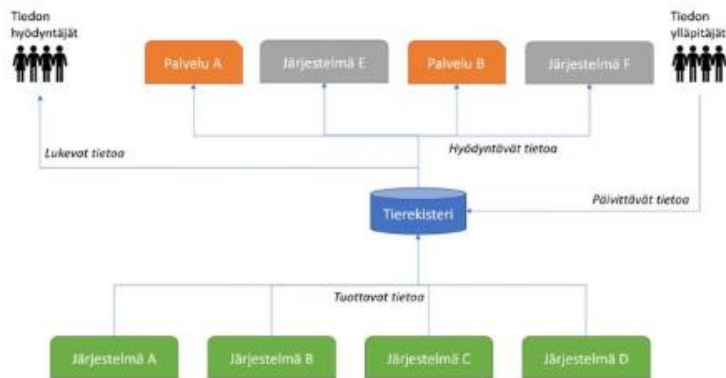 Tiedon
hyödyntäjät
Tiedon
ylläpitäjät
Palvelu A
Järjestelmä E
Palvelu B
Järjestelmä F
Lukevat tietoa
Hyödyntävät tietoa
Päivittävät tietoa
Tierekisteri
Tuottavat tietoa
Järjestelmä A
Järjestelmä B
Järjestelmä C
Järjestelmä D